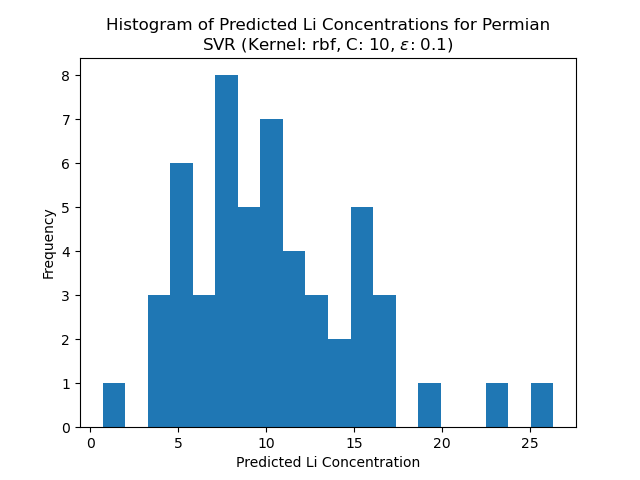 Histogram of Predicted Li Concentrations for Permian
SVR (Kernel: rbf, C: 10, ε: 0.1)
8
7
6
5
4
3
2
1
0
Frequency
0 5 10 15 20 25
Predicted Li Concentration